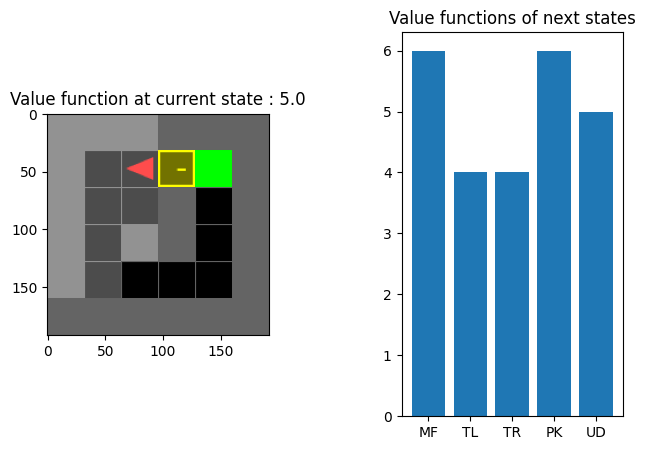 Value functions of next states
Value function at current state : 5.0
0
50
100
150
0
50
100
150
6
5
4
3
2
1
0
MF
TL
TR
PK
UD